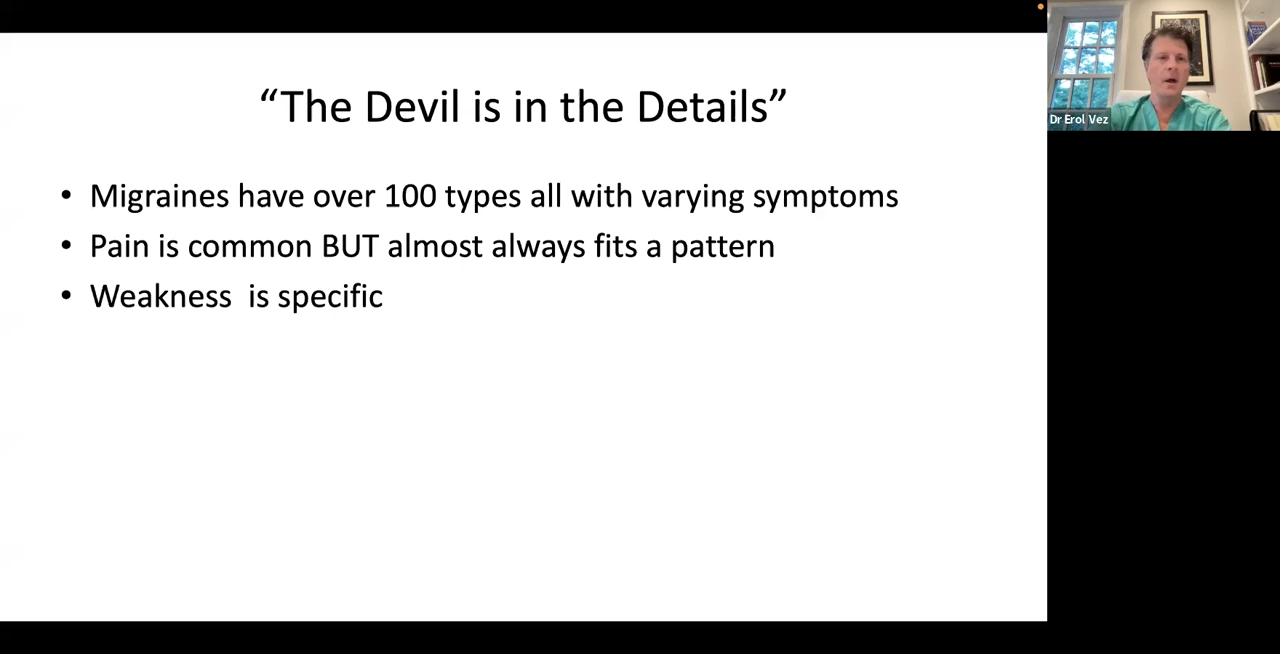 “The Devil is in the Details”
• Migraines have over 100 types all with varying symptoms
• Pain is common BUT almost always fits a pattern
• Weakness  is specific
Dr Erol Vez